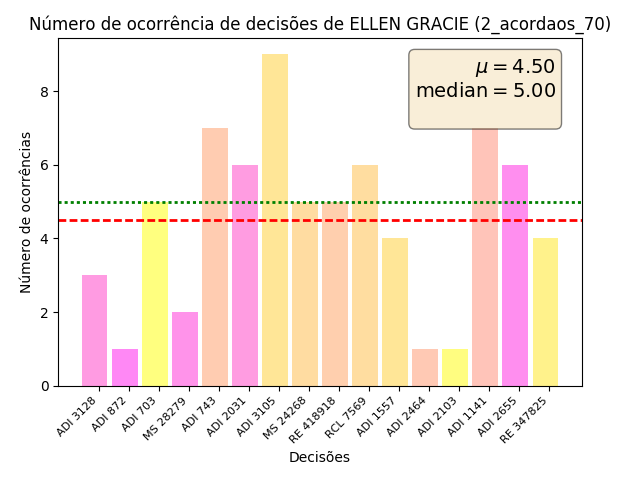 Número de ocorrência de decisões de ELLEN GRACIE (2_acordaos_70)
μ = 4.50
median = 5.00
Número de ocorrências
8
6
4
2
0
ADI 3128
ADI 872
ADI 703
MS 28279
ADI 743
ADI 2031
ADI 3105
MS 24268
RE 418918
RCL 7569
ADI 1557
ADI 2464
ADI 2103
ADI 1141
ADI 2655
RE 347825
Decisões